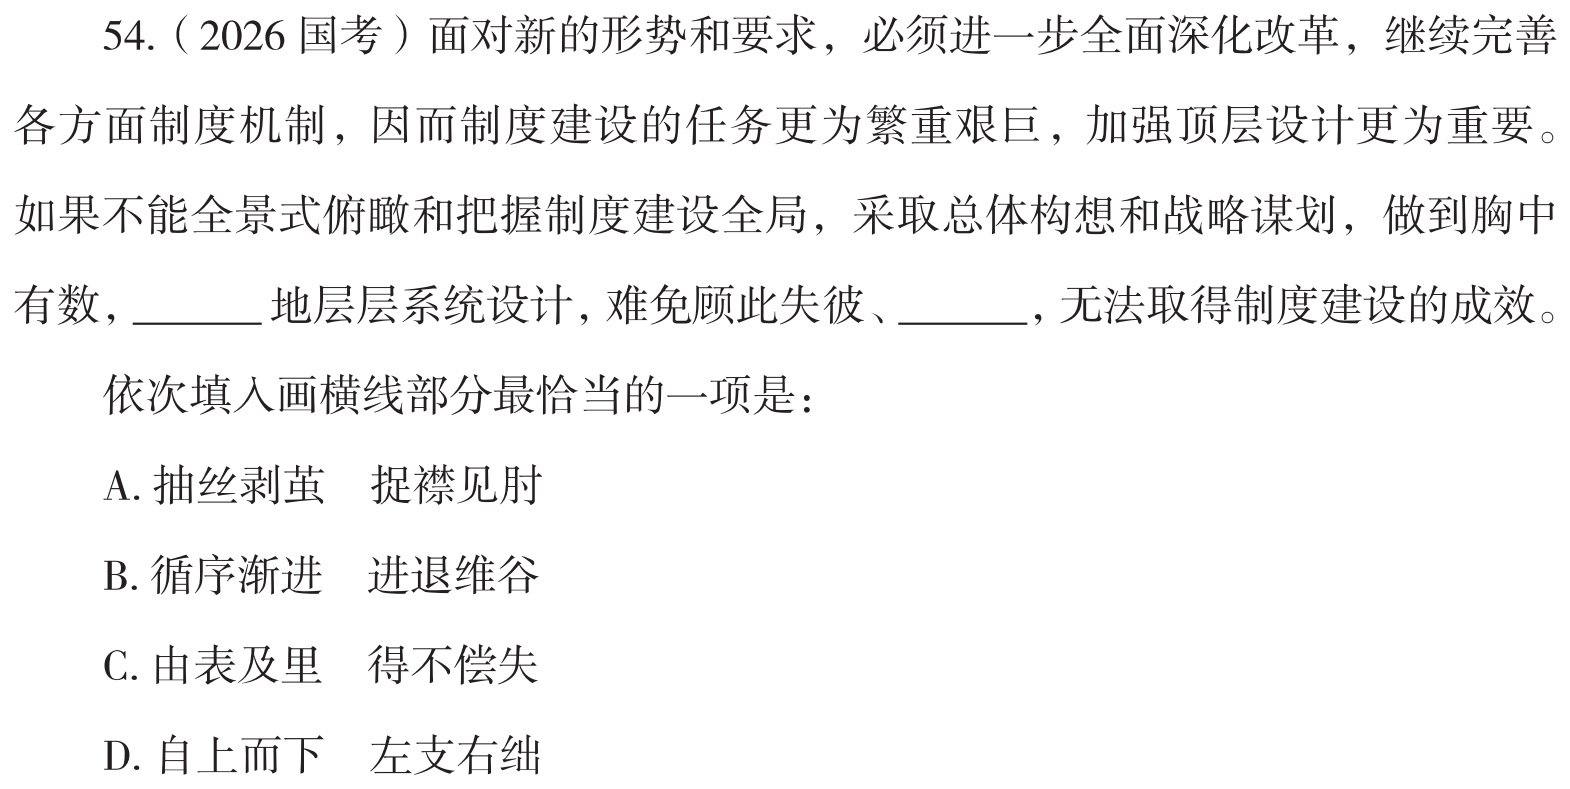 54.（2026 国考）面对新的形势和要求，必须进一步全面深化改革，继续完善
各方面制度机制，因而制度建设的任务更为繁重艰巨，加强顶层设计更为重要。
如果不能全景式俯瞰和把握制度建设全局，采取总体构想和战略谋划，做到胸中
有数，______地层层系统设计，难免顾此失彼、______，无法取得制度建设的成效。
依次填入画横线部分最恰当的一项是：
A. 抽丝剥茧　捉襟见肘
B. 循序渐进　进退维谷
C. 由表及里　得不偿失
D. 自上而下　左支右绌